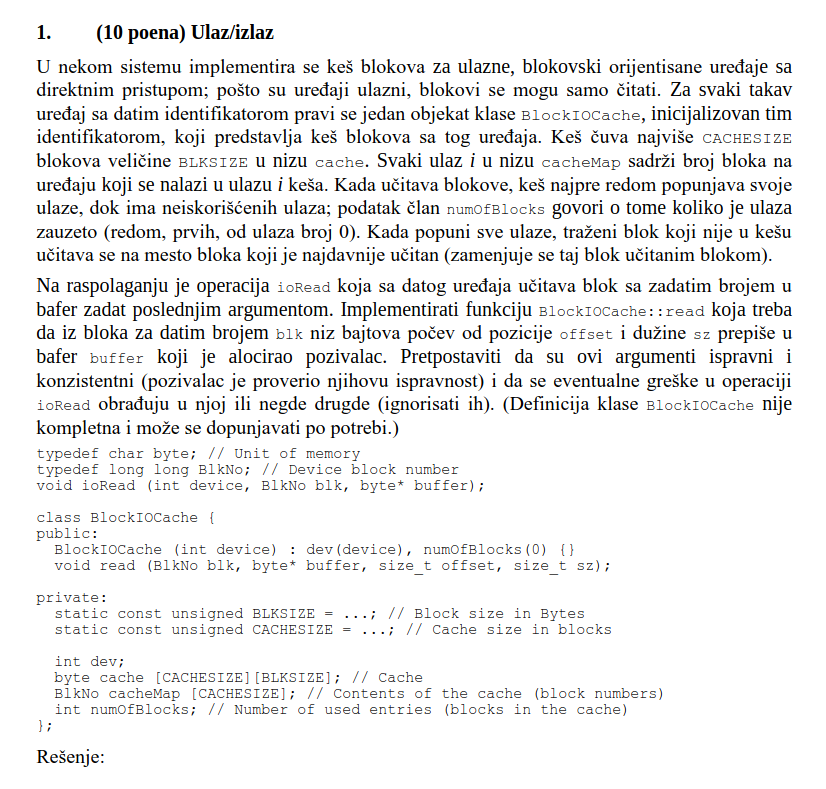 1. (10 poena) Ulaz/izlaz
U nekom sistemu implementira se keš blokova za ulazne, blokovski orijentisane uređaje sa
direktnim pristupom; pošto su uređaji ulazni, blokovi se mogu samo čitati. Za svaki takav
uređaj sa datim identifikatorom pravi se jedan objekat klase BlockIOCache, inicijalizovan tim
identifikatorom, koji predstavlja keš blokova sa tog uređaja. Keš čuva najviše CACHESIZE
blokova veličine BLKSIZE u nizu cache. Svaki ulaz i u nizu cacheMap sadrži broj bloka na
uređaju koji se nalazi u ulazu i keša. Kada učitava blokove, keš najpre redom popunjava svoje
ulaze, dok ima neiskorišćenih ulaza; podatak član numOfBlocks govori o tome koliko je ulaza
zauzeto (redom, prvih, od ulaza broj 0). Kada popuni sve ulaze, traženi blok koji nije u kešu
učitava se na mesto bloka koji je najdavnije učitan (zamenjuje se taj blok učitanim blokom).
Na raspolaganju je operacija ioRead koja sa datog uređaja učitava blok sa zadatim brojem u
bafer zadat poslednjim argumentom. Implementirati funkciju BlockIOCache::read koja treba
da iz bloka za datim brojem blk niz bajtova počev od pozicije offset i dužine sz prepiše u
bafer buffer koji je alocirao pozivalac. Pretpostaviti da su ovi argumenti ispravni i
konzistentni (pozivalac je proverio njihovu ispravnost) i da se eventualne greške u operaciji
ioRead obrađuju u njoj ili negde drugde (ignorisati ih). (Definicija klase BlockIOCache nije
kompletna i može se dopunjavati po potrebi.)
typedef char byte; // Unit of memory
typedef long long BlkNo; // Device block number
void ioRead (int device, BlkNo blk, byte* buffer);
class BlockIOCache {
public:
BlockIOCache (int device) : dev(device), numOfBlocks(0) {}
void read (BlkNo blk, byte* buffer, size_t offset, size_t sz);
private:
static const unsigned BLKSIZE = ...; // Block size in Bytes
static const unsigned CACHESIZE = ...; // Cache size in blocks
int dev;
byte cache [CACHESIZE][BLKSIZE]; // Cache
BlkNo cacheMap [CACHESIZE]; // Contents of the cache (block numbers)
int numOfBlocks; // Number of used entries (blocks in the cache)
};
Rešenje: